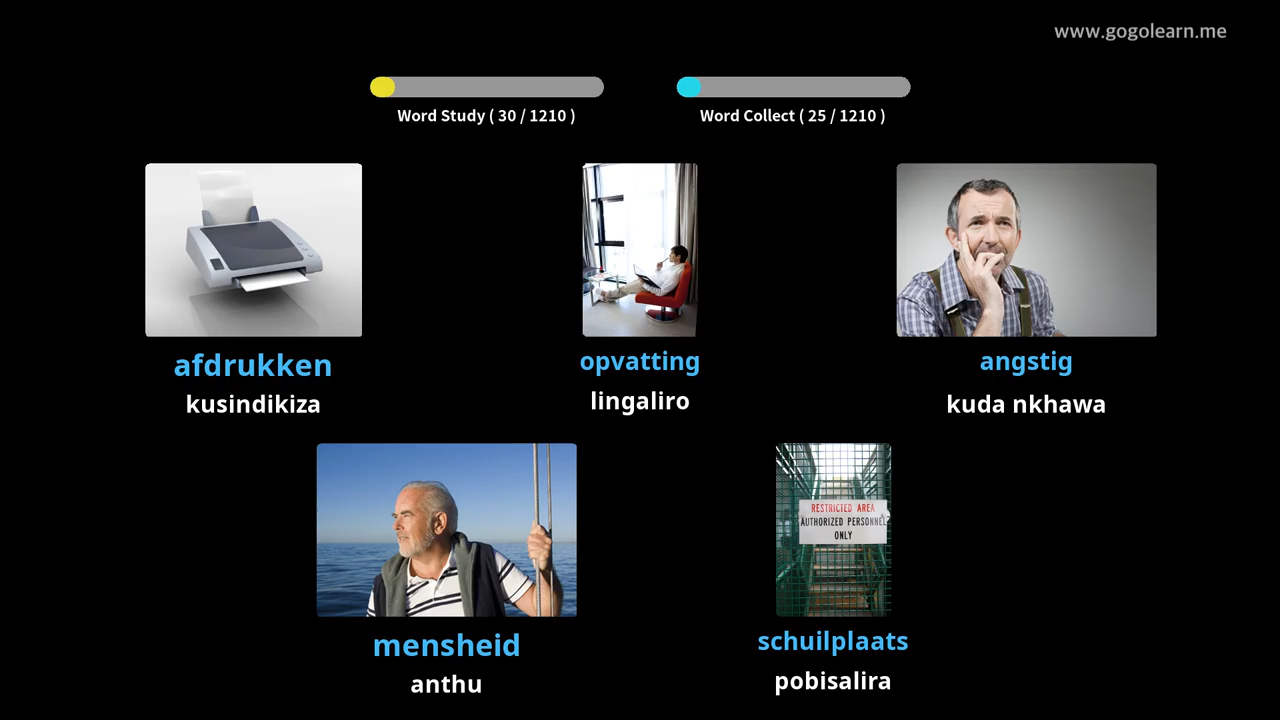 www.gogolearn.me
Word Study ( 30 / 1210 )
Word Collect ( 25 / 1210 )
afdrukken
kusindikiza
opvatting
lingaliro
angstig
kuda nkhawa
RESTRICTED AREA
AUTHORIZED PERSONNEL
ONLY
mensheid
anthu
schuilplaats
pobisalira